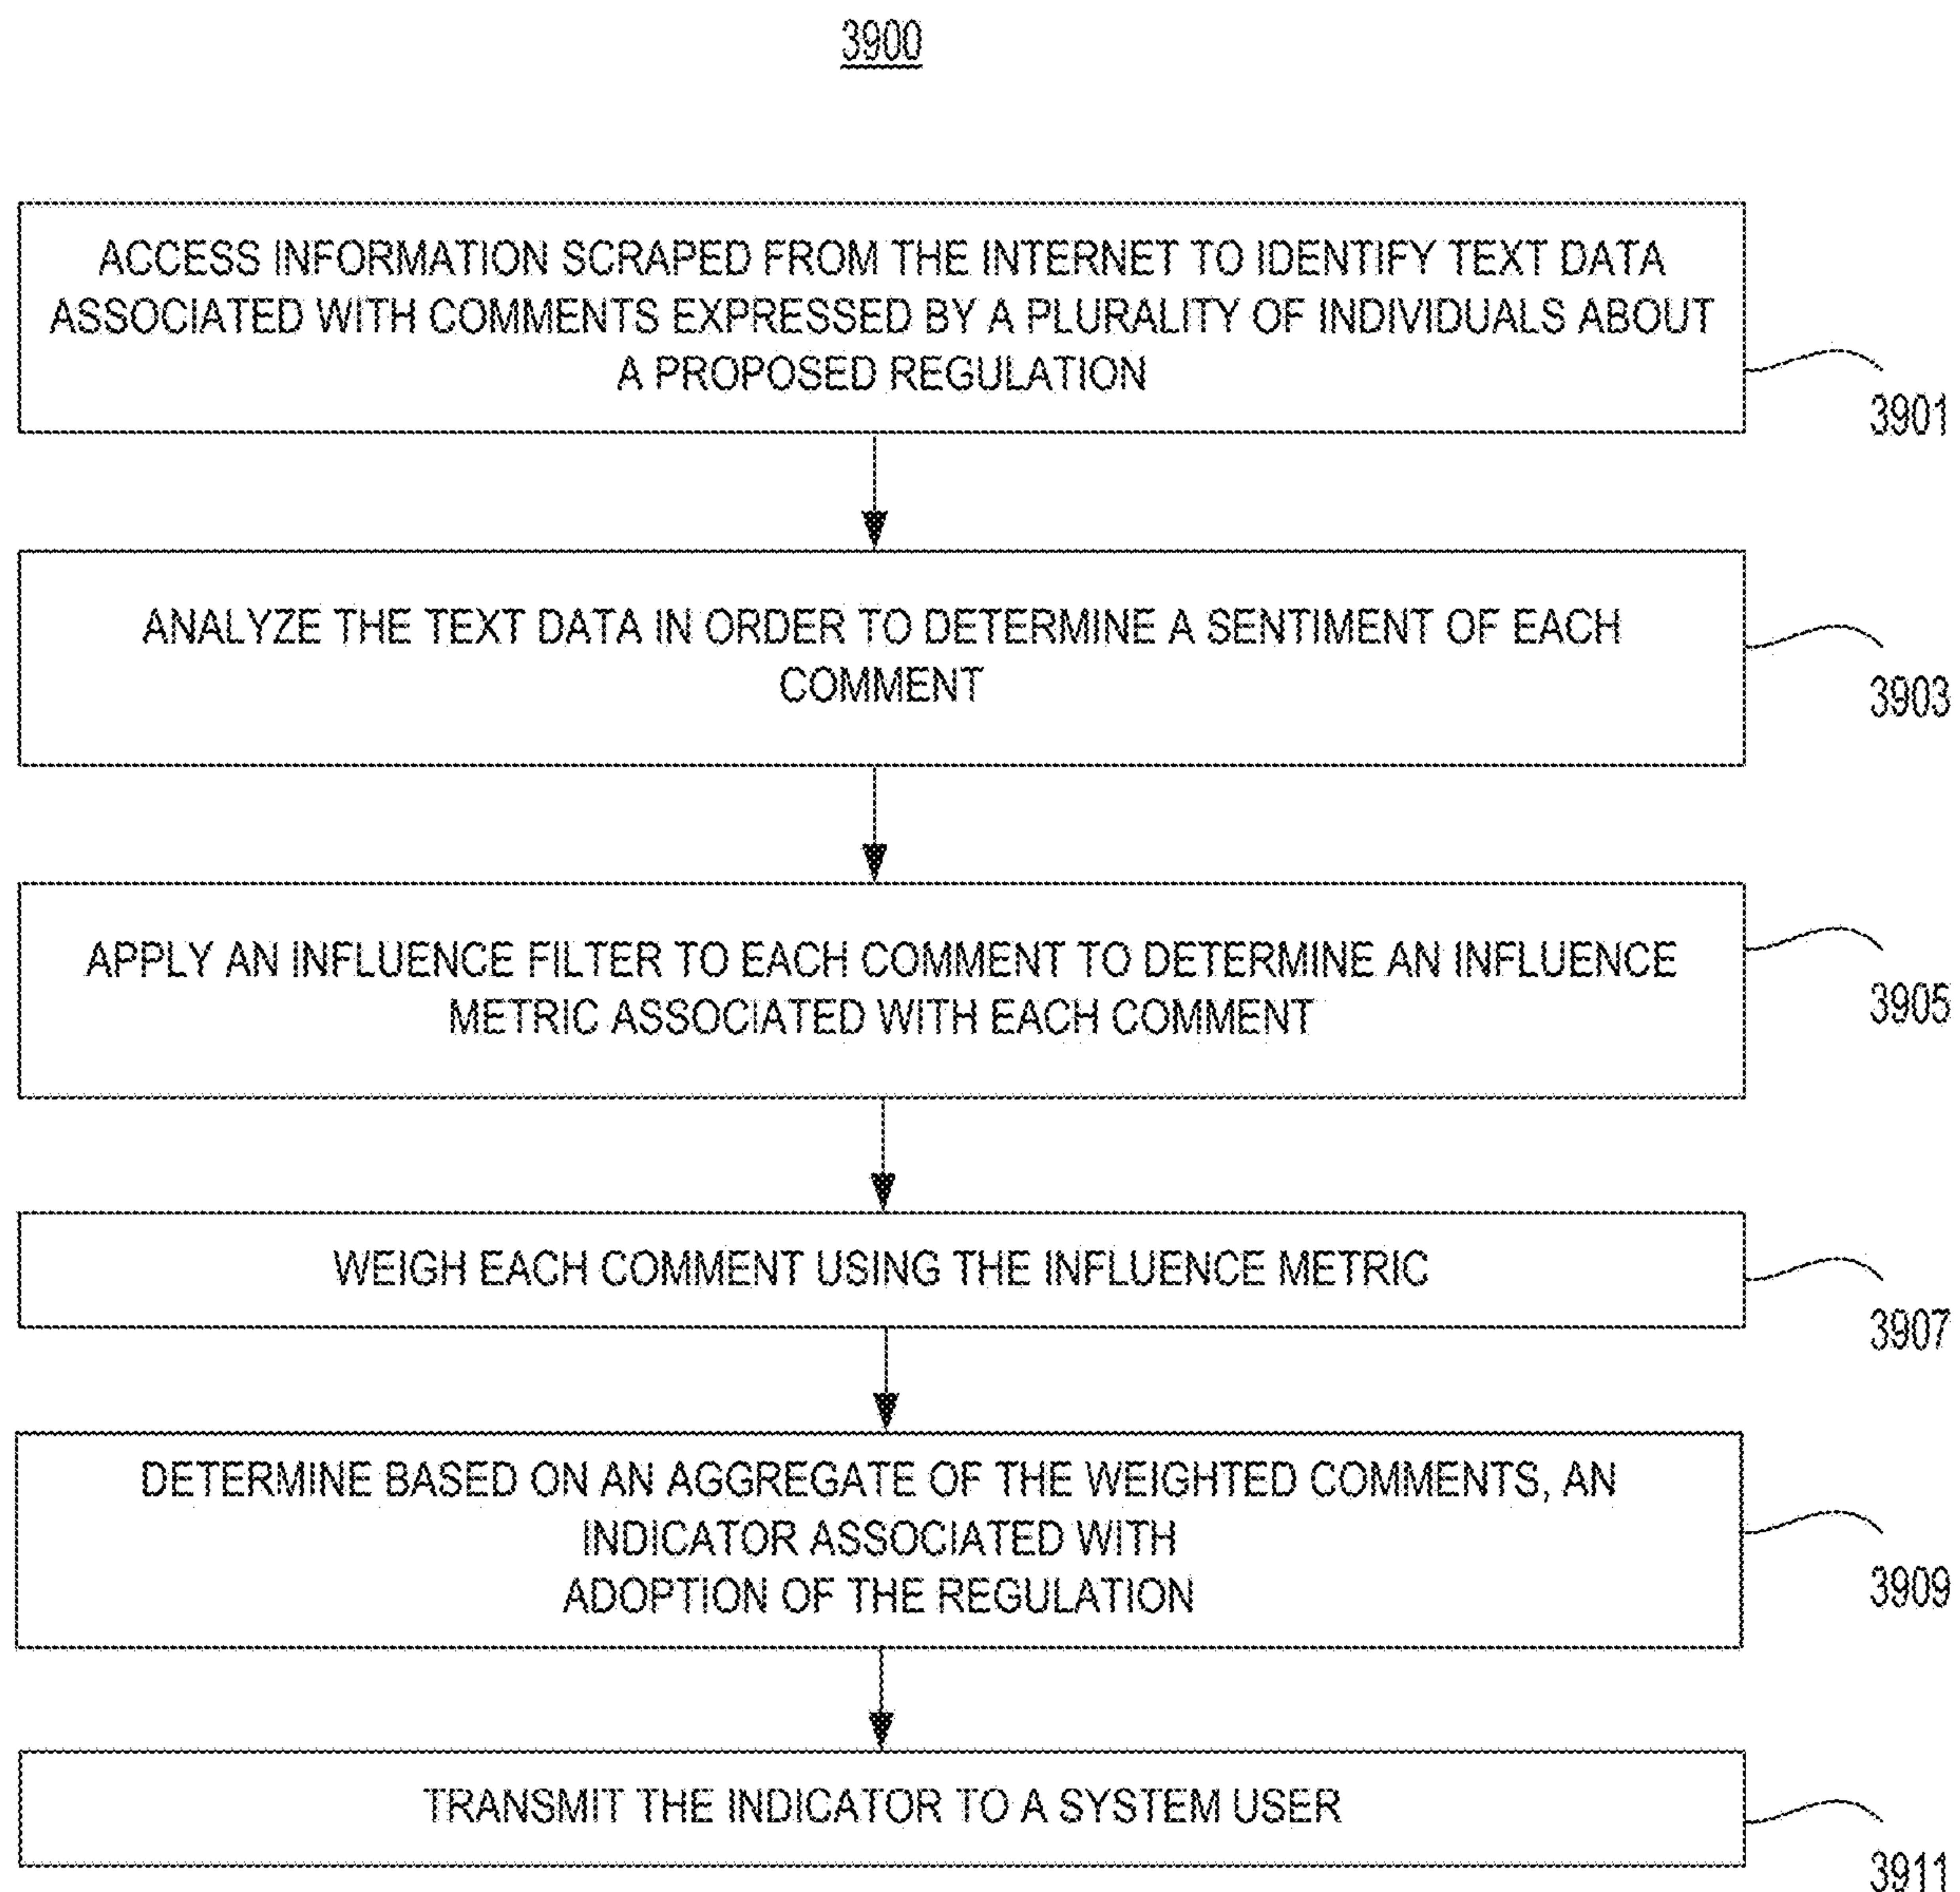 3900
ACCESS INFORMATION SCRAPED FROM THE INTERNET TO IDENTIFY TEXT DATA
ASSOCIATED WITH COMMENTS EXPRESSED BY A PLURALITY OF INDIVIDUALS ABOUT
A PROPOSED REGULATION
3901
ANALYZE THE TEXT DATA IN ORDER TO DETERMINE A SENTIMENT OF EACH
COMMENT
3903
APPLY AN INFLUENCE FILTER TO EACH COMMENT TO DETERMINE AN INFLUENCE
METRIC ASSOCIATED WITH EACH COMMENT
3905
WEIGH EACH COMMENT USING THE INFLUENCE METRIC
3907
DETERMINE BASED ON AN AGGREGATE OF THE WEIGHTED COMMENTS, AN
INDICATOR ASSOCIATED WITH
ADOPTION OF THE REGULATION
3909
TRANSMIT THE INDICATOR TO A SYSTEM USER
3911